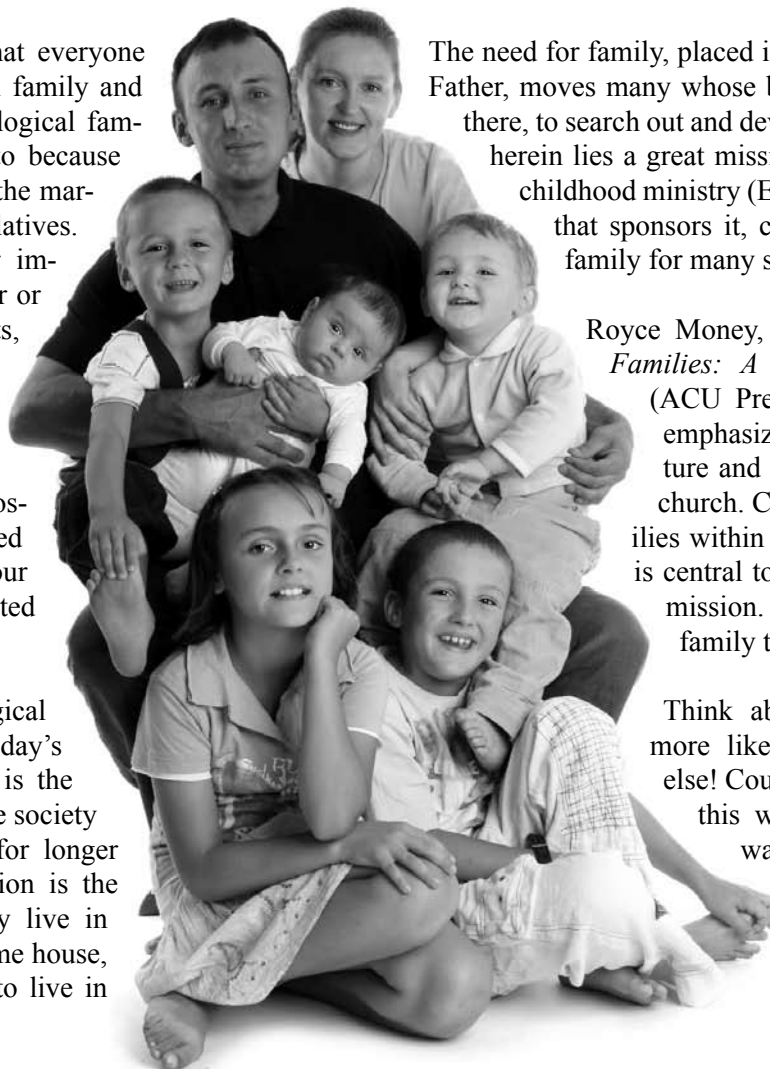 hat everyone
family and
logical fam-
to because
the mar-
latives.
im-
r or
ts,
os-
ed
our
ted
gical
day's
is the
e society
for longer
ion is the
y live in
me house,
to live in
The need for family, placed i
Father, moves many whose b
there, to search out and dev
herein lies a great missi
childhood ministry (E
that sponsors it, c
family for many s
Royce Money,
Families: A
(ACU Pre
emphasiz
ture and
church. C
ilies within
is central to
mission.
family t
Think ab
more like
else! Cou
this w
wa